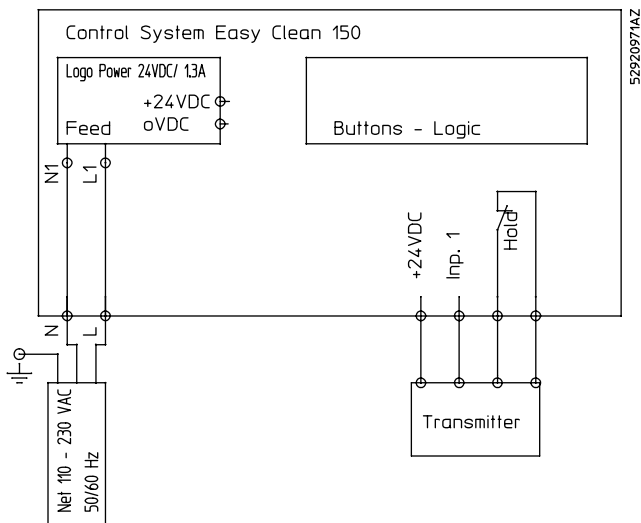 Control System Easy Clean 150
52920971AZ
Logo Power 24VDC/ 1.3A
+24VDC
oVDC
Feed
Buttons - Logic
N1
L1
+24VDC
Inp. 1
Hold
N
L
Net 110 - 230 VAC
50/60 Hz
Transmitter